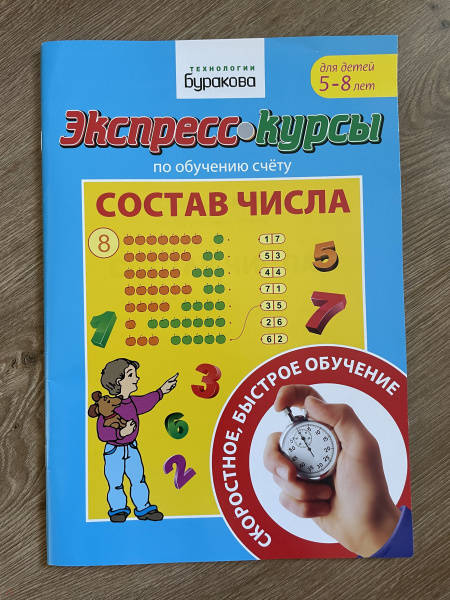 ТЕХНОЛОГИИ
Буракова
для детей
5-8 лет
Экспресс-курсы
по обучению счёту
СОСТАВ ЧИСЛА
8
1 7
5 3
4 4
7 1
3 5
2 6
6 2
5
7
1
3
6
2
СКОРОСТНОЕ, БЫСТРОЕ ОБУЧЕНИЕ